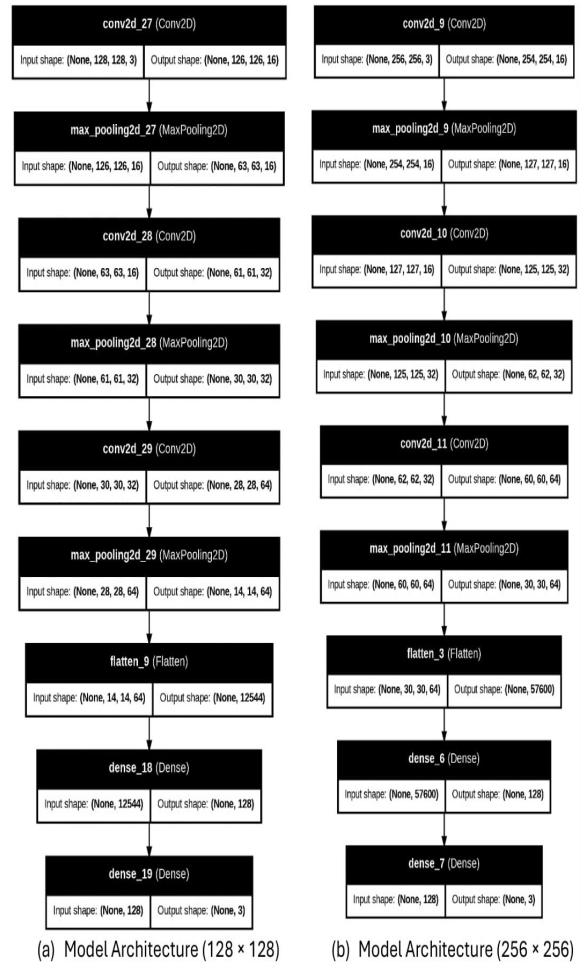 conv2d_27 (Conv2D)
Input shape: (None, 128, 128, 3) Output shape: (None, 126, 126, 16)
max_pooling2d_27 (MaxPooling2D)
Input shape: (None, 126, 126, 16) Output shape: (None, 63, 63, 16)
conv2d_28 (Conv2D)
Input shape: (None, 63, 63, 16) Output shape: (None, 61, 61, 32)
max_pooling2d_28 (MaxPooling2D)
Input shape: (None, 61, 61, 32) Output shape: (None, 30, 30, 32)
conv2d_29 (Conv2D)
Input shape: (None, 30, 30, 32) Output shape: (None, 28, 28, 64)
max_pooling2d_29 (MaxPooling2D)
Input shape: (None, 28, 28, 64) Output shape: (None, 14, 14, 64)
flatten_9 (Flatten)
Input shape: (None, 14, 14, 64) Output shape: (None, 12544)
dense_18 (Dense)
Input shape: (None, 12544) Output shape: (None, 128)
dense_19 (Dense)
Input shape: (None, 128) Output shape: (None, 3)
(a) Model Architecture (128 × 128)
conv2d_9 (Conv2D)
Input shape: (None, 256, 256, 3) Output shape: (None, 254, 254, 16)
max_pooling2d_9 (MaxPooling2D)
Input shape: (None, 254, 254, 16) Output shape: (None, 127, 127, 16)
conv2d_10 (Conv2D)
Input shape: (None, 127, 127, 16) Output shape: (None, 125, 125, 32)
max_pooling2d_10 (MaxPooling2D)
Input shape: (None, 125, 125, 32) Output shape: (None, 62, 62, 32)
conv2d_11 (Conv2D)
Input shape: (None, 62, 62, 32) Output shape: (None, 60, 60, 64)
max_pooling2d_11 (MaxPooling2D)
Input shape: (None, 60, 60, 64) Output shape: (None, 30, 30, 64)
flatten_3 (Flatten)
Input shape: (None, 30, 30, 64) Output shape: (None, 57600)
dense_6 (Dense)
Input shape: (None, 57600) Output shape: (None, 128)
dense_7 (Dense)
Input shape: (None, 128) Output shape: (None, 3)
(b) Model Architecture (256 × 256)